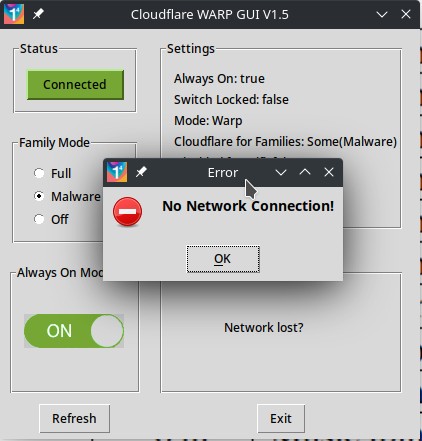 Cloudflare WARP GUI V1.5
Status
Connected
Settings
Always On: true
Switch Locked: false
Mode: Warp
Cloudflare for Families: Some(Malware)
Family Mode
Full
Malware
Off
Error
No Network Connection!
OK
Always On
ON
Network lost?
Refresh
Exit